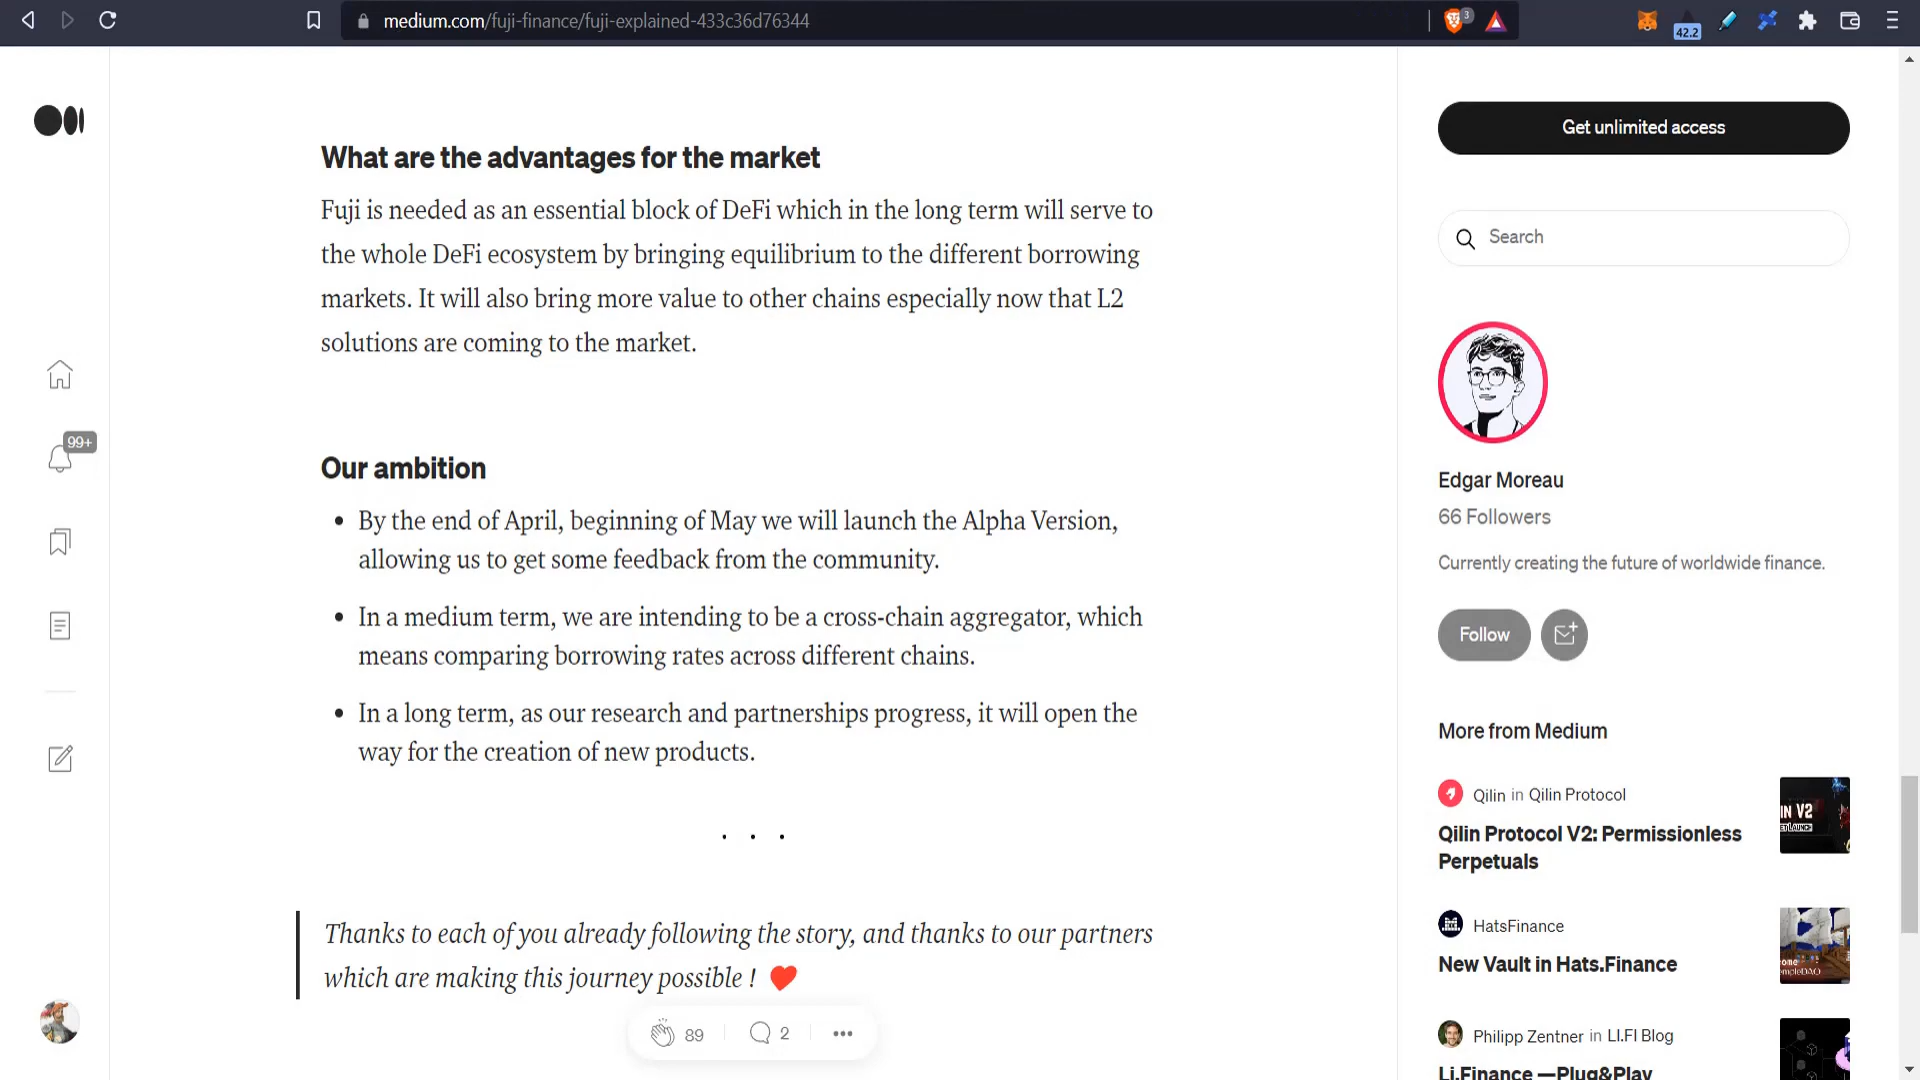 medium.com/fuji-finance/fuji-explained-433c36d76344
3
42.2
99+
What are the advantages for the market
Fuji is needed as an essential block of DeFi which in the long term will serve to
the whole DeFi ecosystem by bringing equilibrium to the different borrowing
markets. It will also bring more value to other chains especially now that L2
solutions are coming to the market.
Our ambition
• By the end of April, beginning of May we will launch the Alpha Version,
allowing us to get some feedback from the community.
• In a medium term, we are intending to be a cross-chain aggregator, which
means comparing borrowing rates across different chains.
• In a long term, as our research and partnerships progress, it will open the
way for the creation of new products.
. . .
Thanks to each of you already following the story, and thanks to our partners
which are making this journey possible ! ❤
89
2
Get unlimited access
Search
Edgar Moreau
66 Followers
Currently creating the future of worldwide finance.
Follow
More from Medium
Qilin in Qilin Protocol
Qilin Protocol V2: Permissionless
Perpetuals
IN V2
HatsFinance
New Vault in Hats.Finance
ome
empleDAO
Philipp Zentner in LI.FI Blog
Li.Finance —Plug&Play